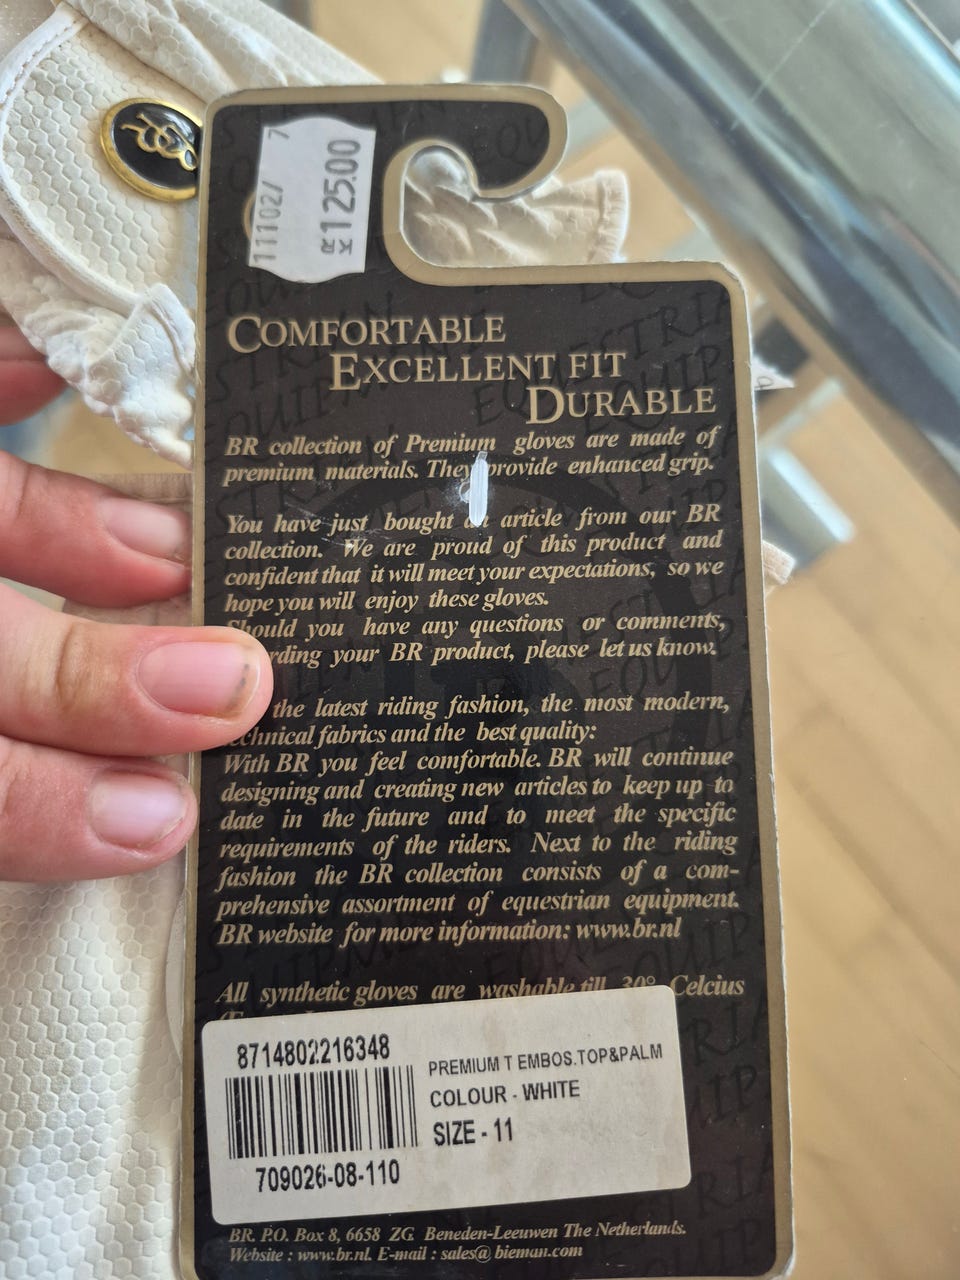 11102/ 7
125.00
COMFORTABLE
EXCELLENT FIT
DURABLE
BR collection of Premium gloves are made of
premium materials. They provide enhanced grip.
You have just bought an article from our BR
collection. We are proud of this product and
confident that it will meet your expectations, so we
hope you will enjoy these gloves.
Should you have any questions or comments,
your BR product, please let us know.
the latest riding fashion, the most modern,
technical fabrics and the best quality:
With BR you feel comfortable. BR will continue
designing and creating new articles to keep up to
date in the future and to meet the specific
requirements of the riders. Next to the riding
fashion the BR collection consists of a com-
prehensive assortment of equestrian equipment.
BR website for more information: www.br.nl
All synthetic gloves are washable till 30° Celcius
8714802216348
PREMIUM T EMBOS.TOP&PALM
COLOUR - WHITE
SIZE - 11
709026-08-110
BR. P.O. Box 8, 6658 ZG Beneden-Leeuwen The Netherlands.
Website : www.br.nl. E-mail : sales@bieman.com